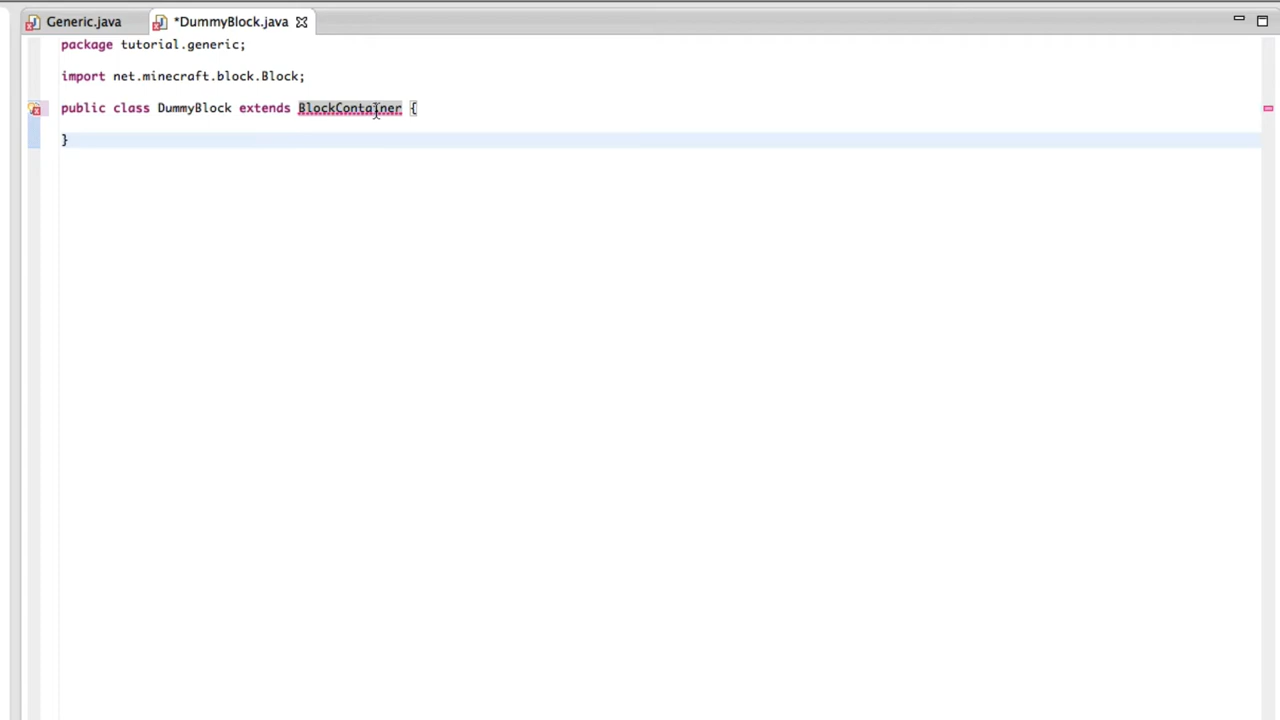 Generic.java
*DummyBlock.java
package tutorial.generic;
import net.minecraft.block.Block;
public class DummyBlock extends BlockContainer {
}